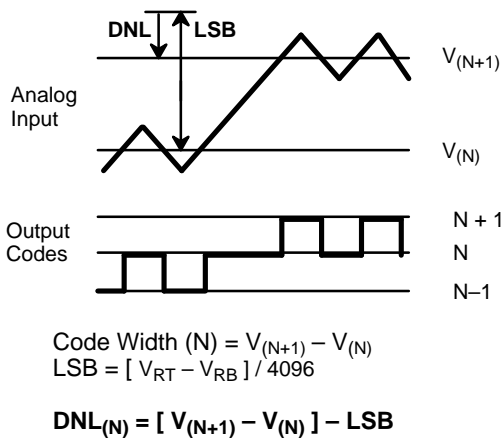 DNL LSB
V(N+1)
Analog
Input
V(N)
Output
Codes
N + 1
N
N–1
Code Width (N) = V(N+1) – V(N)
LSB = [ VRT – VRB ] / 4096
DNL(N) = [ V(N+1) – V(N) ] – LSB